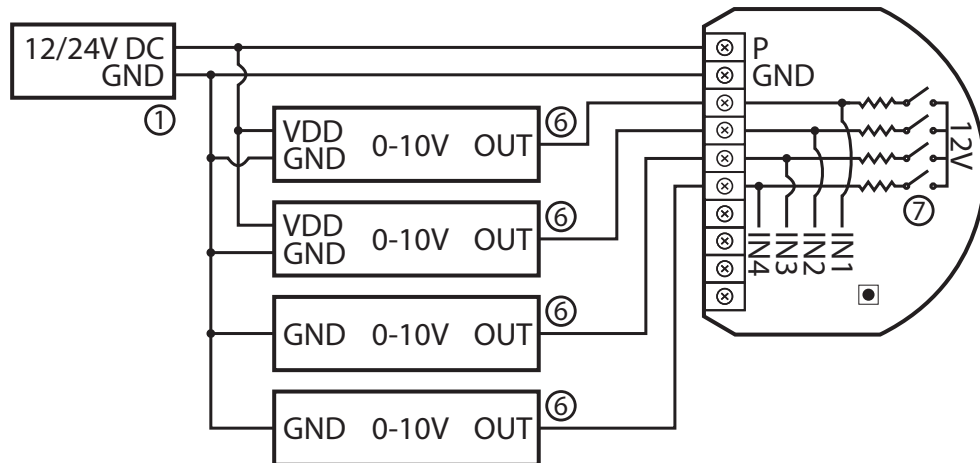 12/24V DC
GND
①
P
GND
VDD
GND
0-10V
OUT
⑥
VDD
GND
0-10V
OUT
⑥
GND
0-10V
OUT
⑥
GND
0-10V
OUT
⑥
12V
⑦
IN4
IN3
IN2
IN1